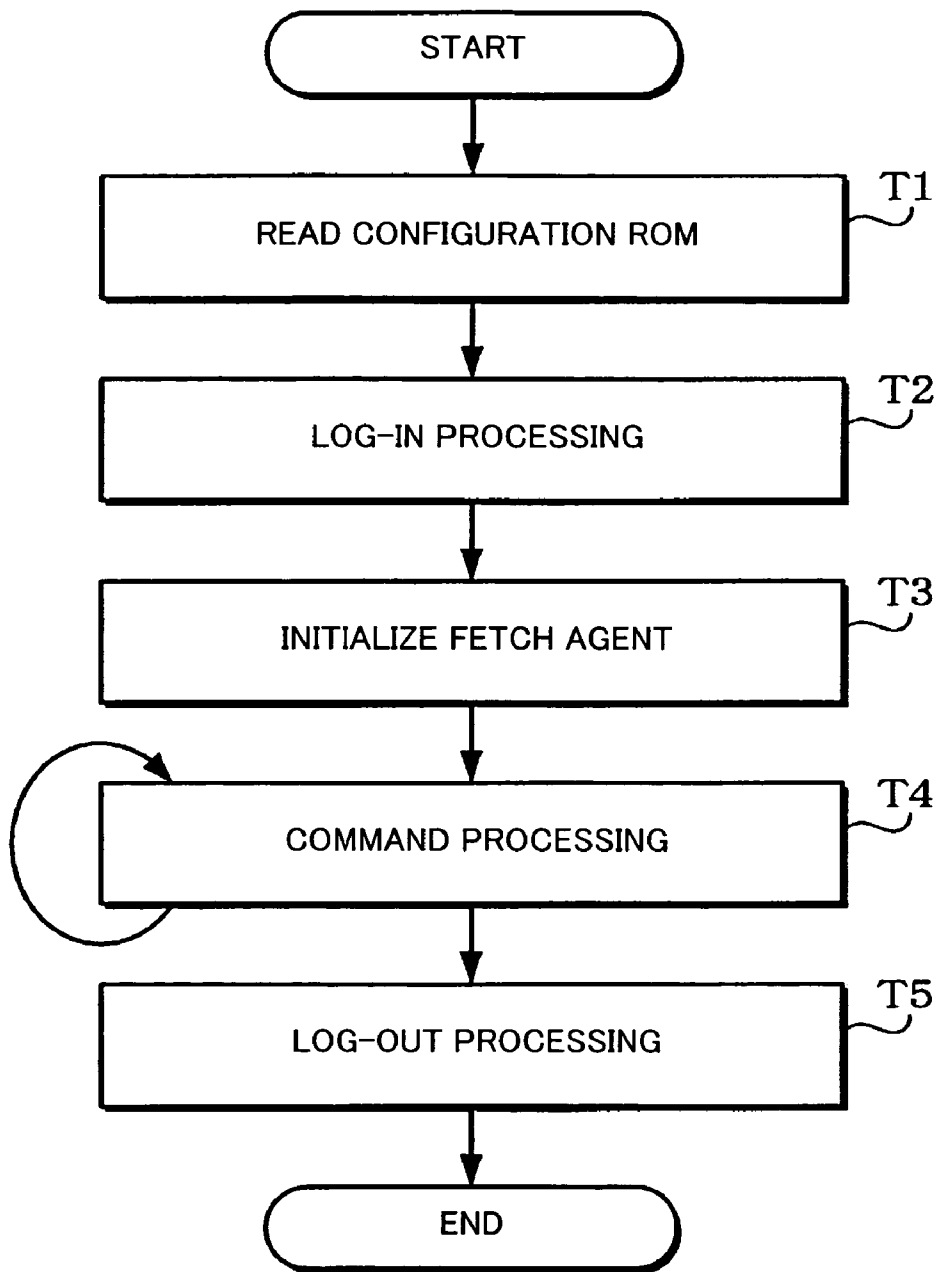 START
T1
READ CONFIGURATION ROM
T2
LOG-IN PROCESSING
T3
INITIALIZE FETCH AGENT
T4
COMMAND PROCESSING
T5
LOG-OUT PROCESSING
END